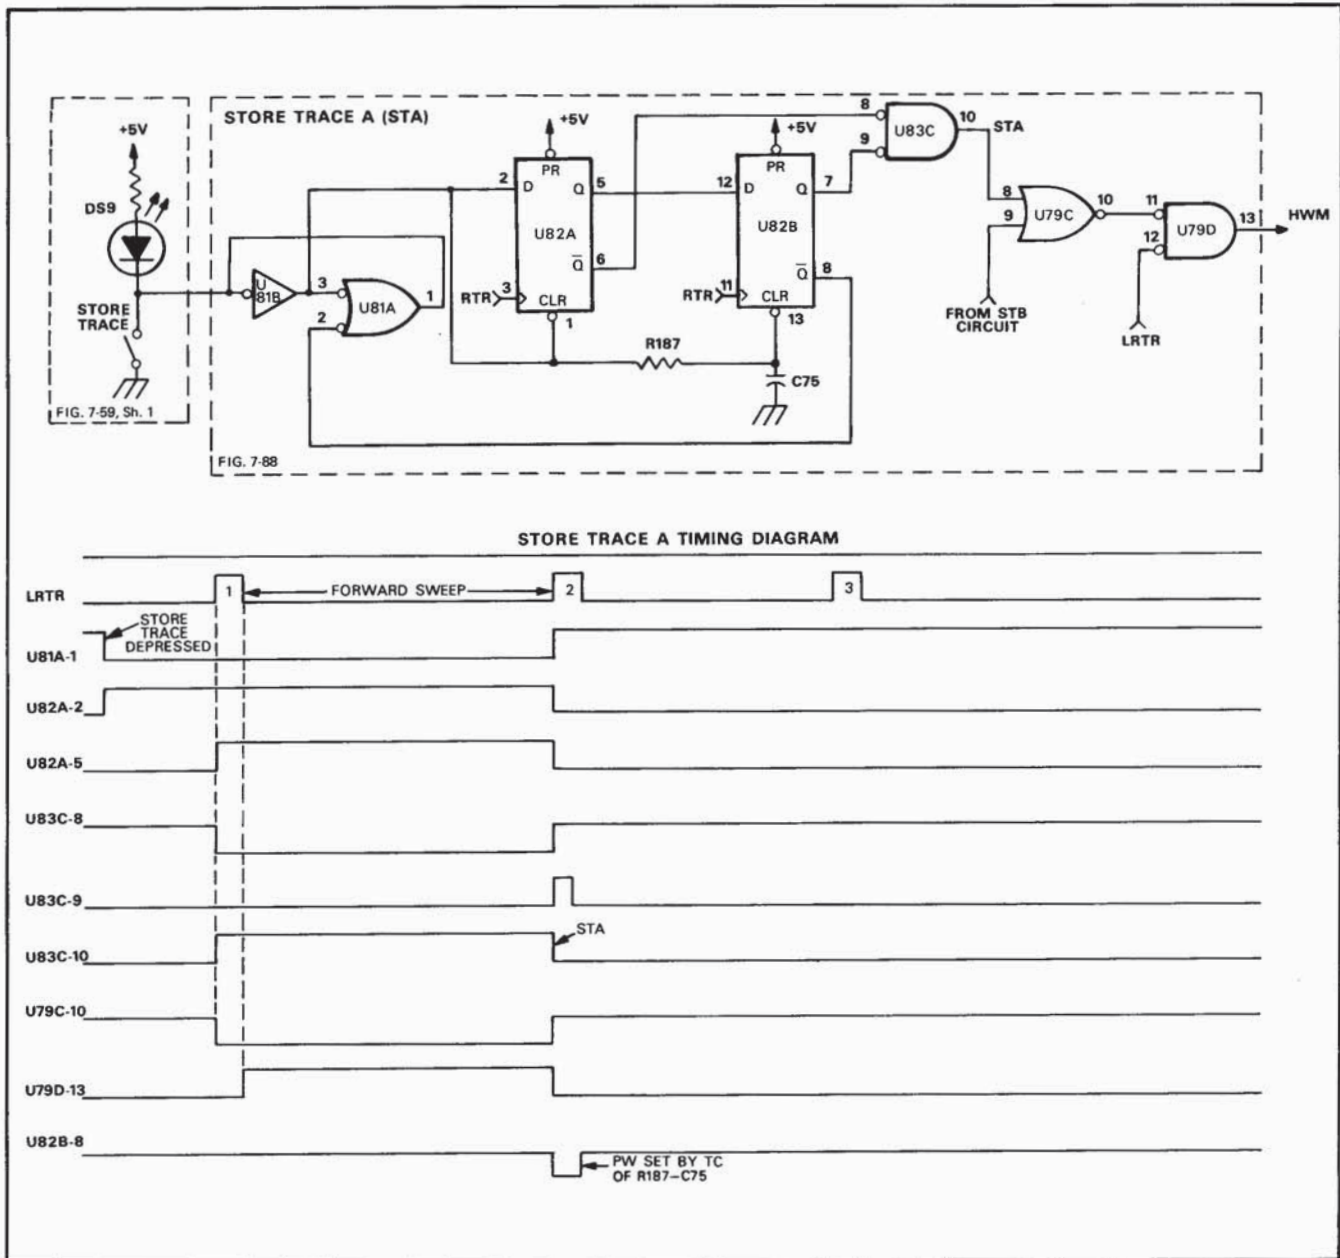 STORE TRACE A (STA)
+5V
DS9
STORE
TRACE
FIG. 7-59, Sh. 1
U
81B
3
2
U81A
1
+5V
PR
2
D
Q
5
U82A
Q
6
RTR
3
CLR
1
R187
+5V
PR
12
D
Q
7
U82B
Q
8
RTR
11
CLR
13
C75
8
9
U83C
10
STA
8
9
U79C
10
11
12
U79D
13
HWM
FROM STB
CIRCUIT
LRTR
FIG. 7-88
STORE TRACE A TIMING DIAGRAM
LRTR
1
FORWARD SWEEP
2
3
STORE
TRACE
DEPRESSED
U81A-1
U82A-2
U82A-5
U83C-8
U83C-9
STA
U83C-10
U79C-10
U79D-13
U82B-8
PW SET BY TC
OF R187-C75